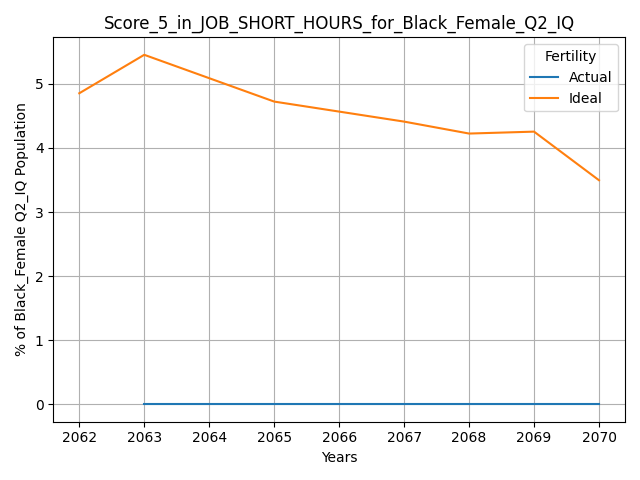 Score_5_in_JOB_SHORT_HOURS_for_Black_Female_Q2_IQ
Fertility
Actual
Ideal
% of Black_Female Q2_IQ Population
5
4
3
2
1
0
2062 2063 2064 2065 2066 2067 2068 2069 2070
Years